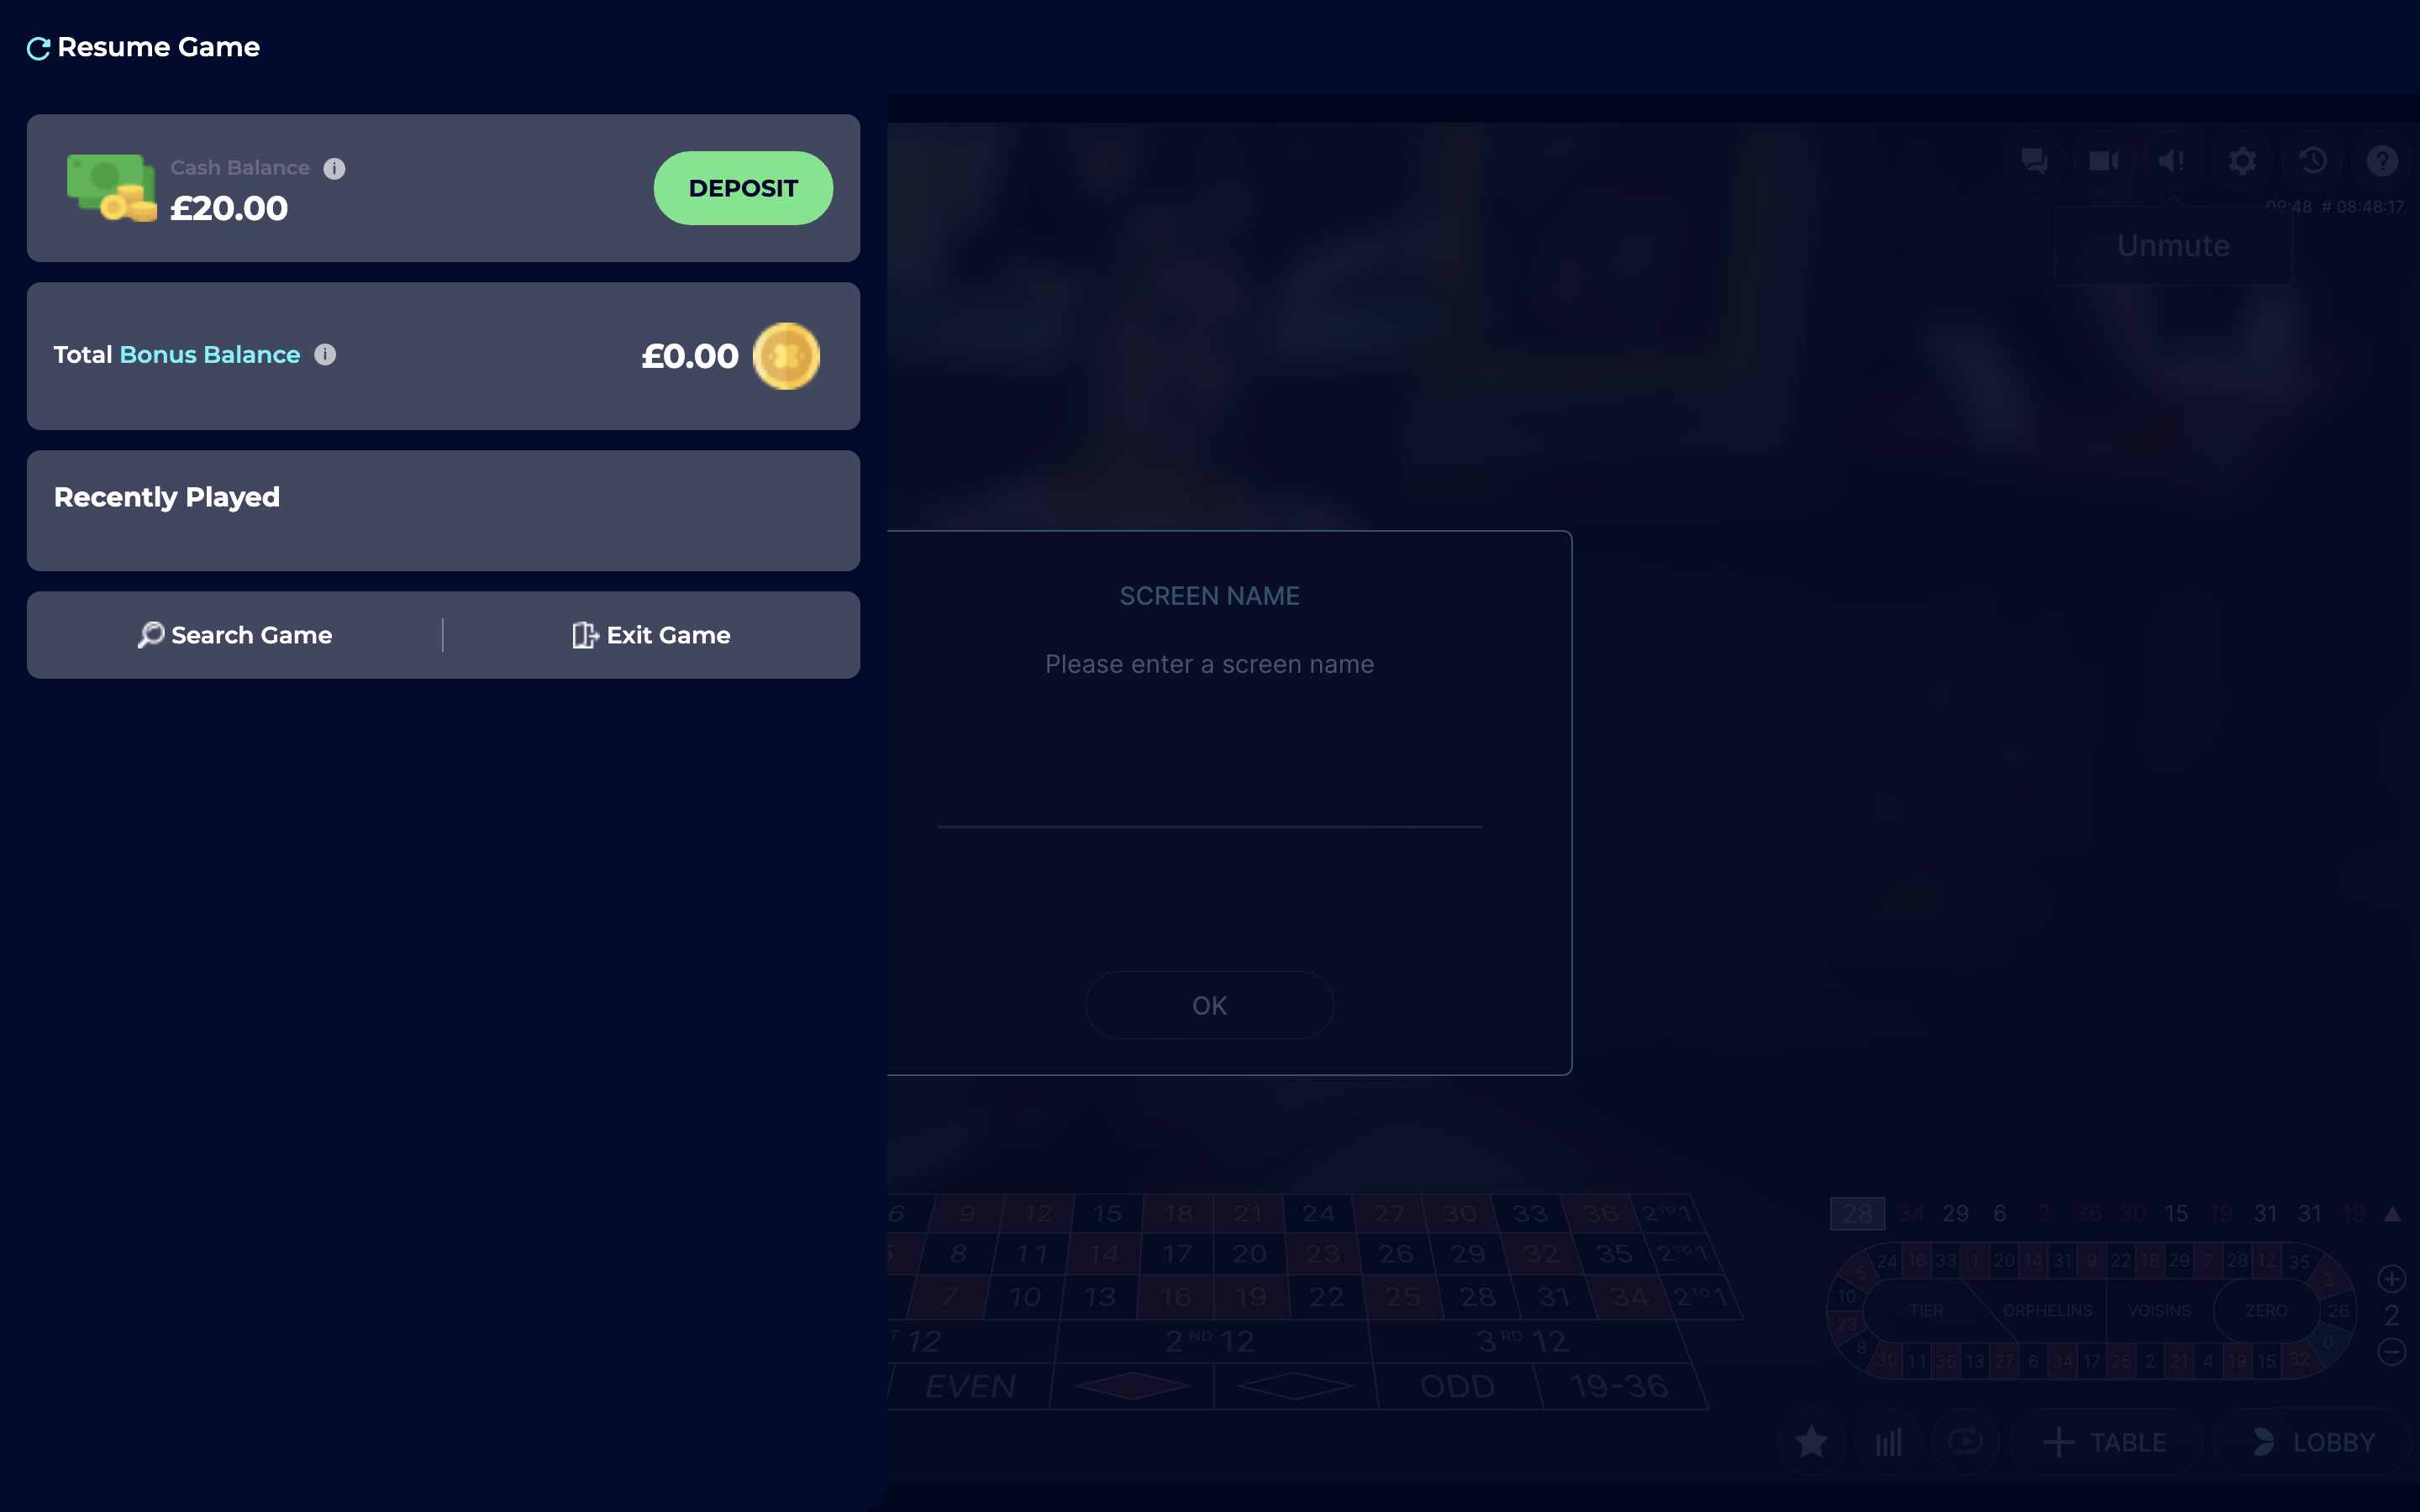 Resume Game
Cash Balance
£20.00
DEPOSIT
Total Bonus Balance
£0.00
Recently Played
Search Game
Exit Game
09:48 # 08:48:17
Unmute
SCREEN NAME
Please enter a screen name
OK
6 9 12 15 18 21 24 27 30 33 36 2 TO 1
8 11 14 17 20 23 26 29 32 35 2 TO 1
7 10 13 16 19 22 25 28 31 34 2 TO 1
12 2 ND 12 3 RD 12
EVEN ODD 19-36
28 34 29 6 3 36 30 15 19 31 31 19
5 24 16 33 1 20 14 31 9 22 18 29 7 28 12 35 3
10 TIER ORPHELINS VOISINS ZERO 26
23 0
8 30 11 36 13 27 6 34 17 25 2 21 4 19 15 32
2
TABLE
LOBBY